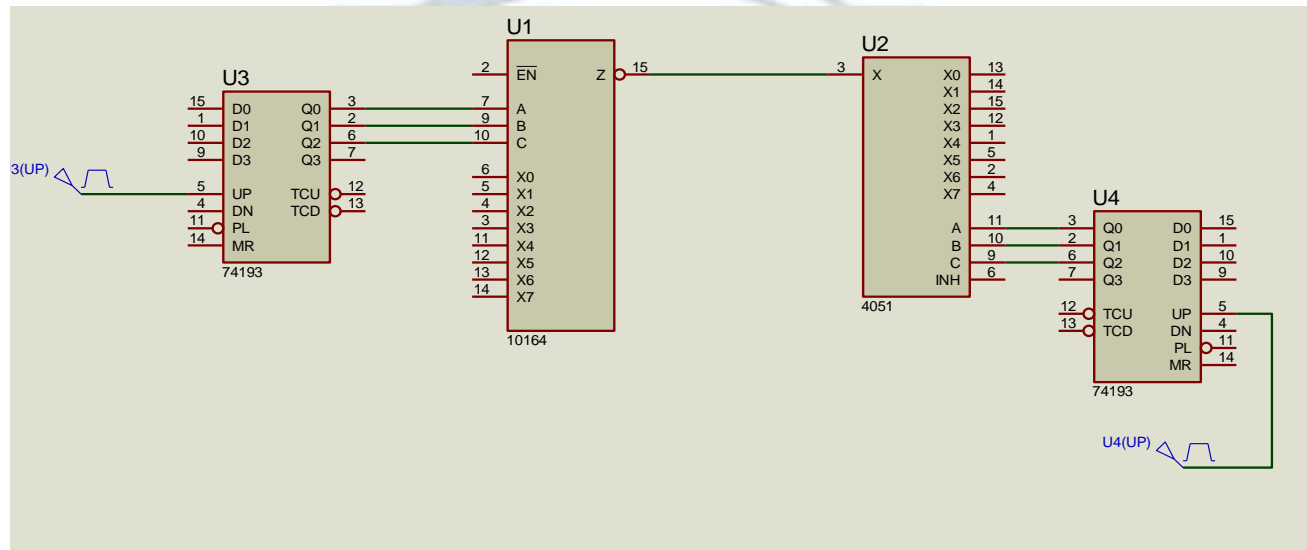 U3
15 D0 Q0 3
1 D1 Q1 2
10 D2 Q2 6
9 D3 Q3 7
5 UP TCU 12
4 DN TCD 13
11 PL
14 MR
74193
3(UP)
U1
2 EN Z 15
7 A
9 B
10 C
6 X0
5 X1
4 X2
3 X3
11 X4
12 X5
13 X6
14 X7
10164
U2
3 X X0 13
X1 14
X2 15
X3 12
X4 1
X5 5
X6 2
X7 4
A 11
B 10
C 9
INH 6
4051
U4
3 Q0 D0 15
2 Q1 D1 1
6 Q2 D2 10
7 Q3 D3 9
12 TCU UP 5
13 TCD DN 4
PL 11
MR 14
74193
U4(UP)